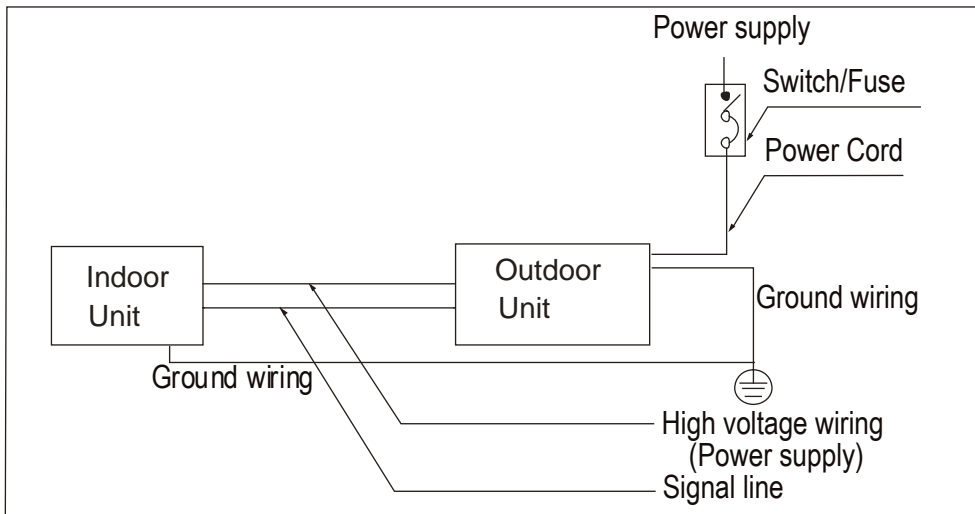 Power supply
Switch/Fuse
Power Cord
Indoor
Unit
Outdoor
Unit
Ground wiring
Ground wiring
High voltage wiring
(Power supply)
Signal line